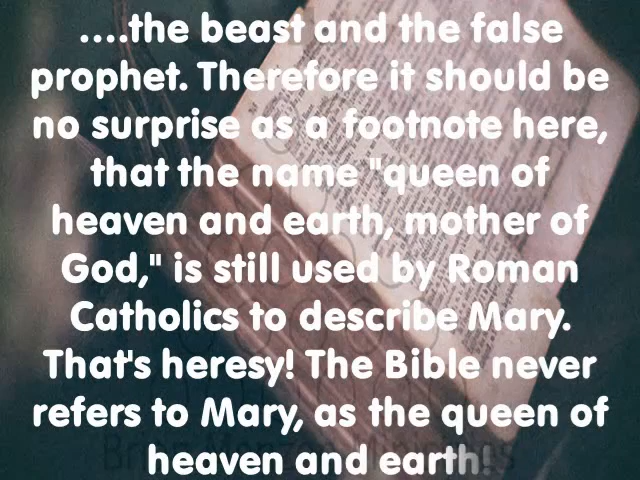 ....the beast and the false
prophet. Therefore it should be
no surprise as a footnote here,
that the name "queen of
heaven and earth, mother of
God," is still used by Roman
Catholics to describe Mary.
That's heresy! The Bible never
refers to Mary, as the queen of
heaven and earth!